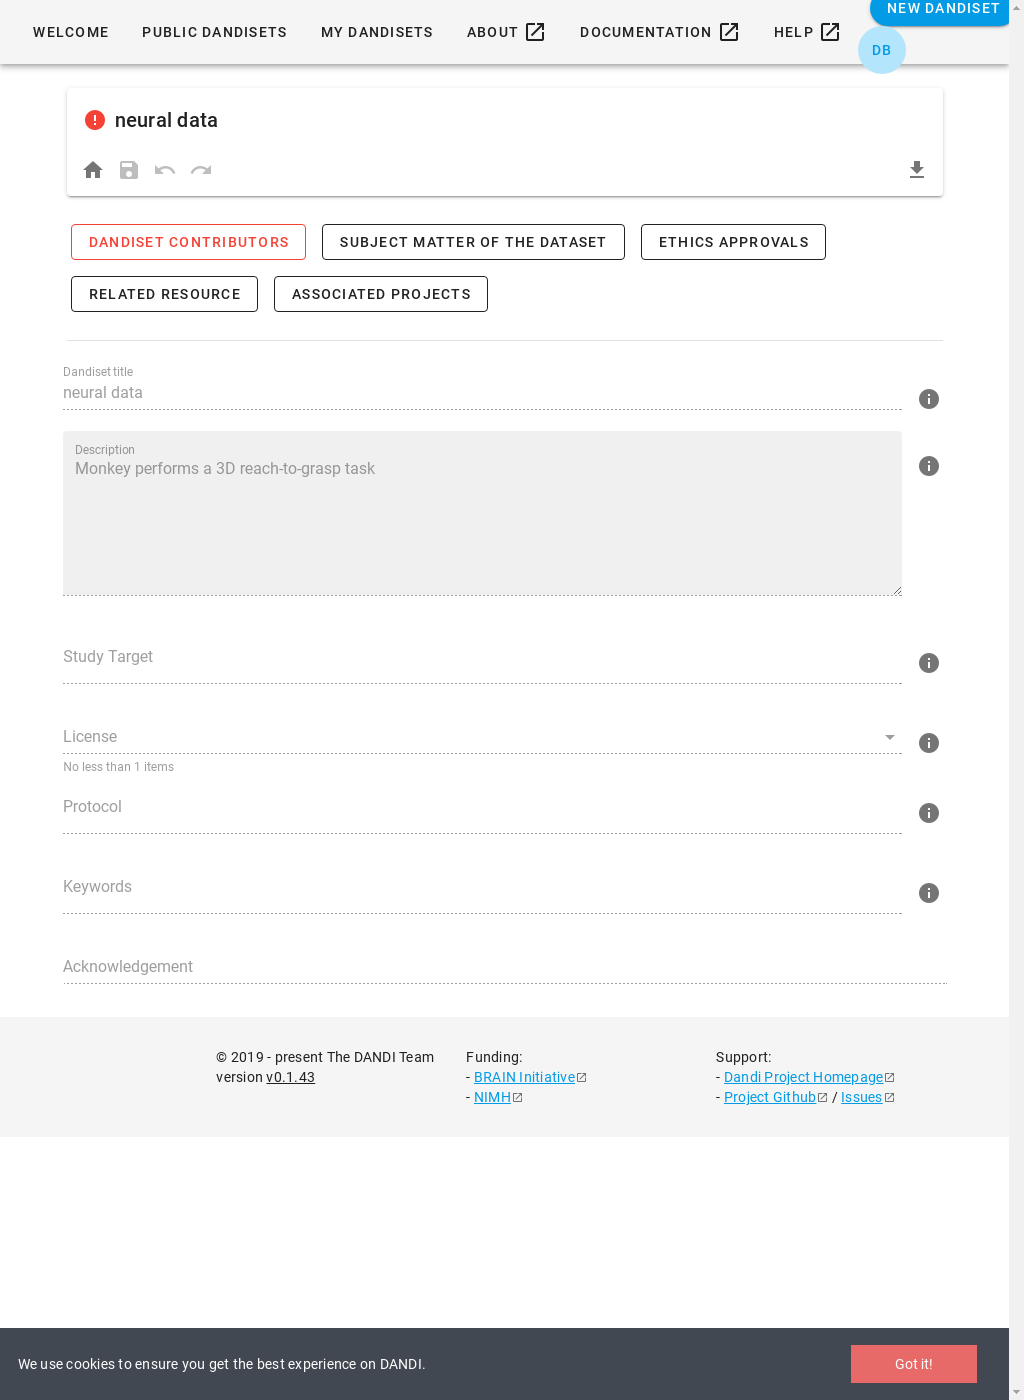 WELCOME PUBLIC DANDISETS MY DANDISETS ABOUT DOCUMENTATION HELP NEW DANDISET
DB
neural data
DANDISET CONTRIBUTORS SUBJECT MATTER OF THE DATASET ETHICS APPROVALS
RELATED RESOURCE ASSOCIATED PROJECTS
Dandiset title
neural data
Description
Monkey performs a 3D reach-to-grasp task
Study Target
License
No less than 1 items
Protocol
Keywords
Acknowledgement
© 2019 - present The DANDI Team
version v0.1.43
Funding:
- BRAIN Initiative
- NIMH
Support:
- Dandi Project Homepage
- Project Github / Issues
We use cookies to ensure you get the best experience on DANDI.
Got it!